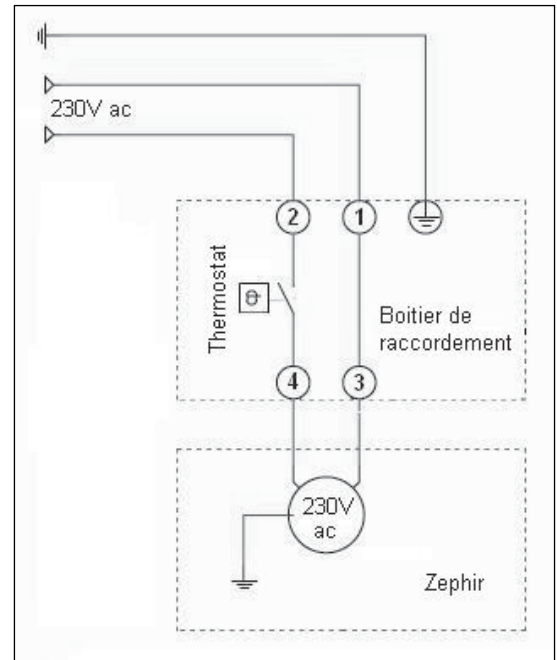 230V ac
2
1
Thermostat
θ
Boitier de
raccordement
4
3
230V
ac
Zephir